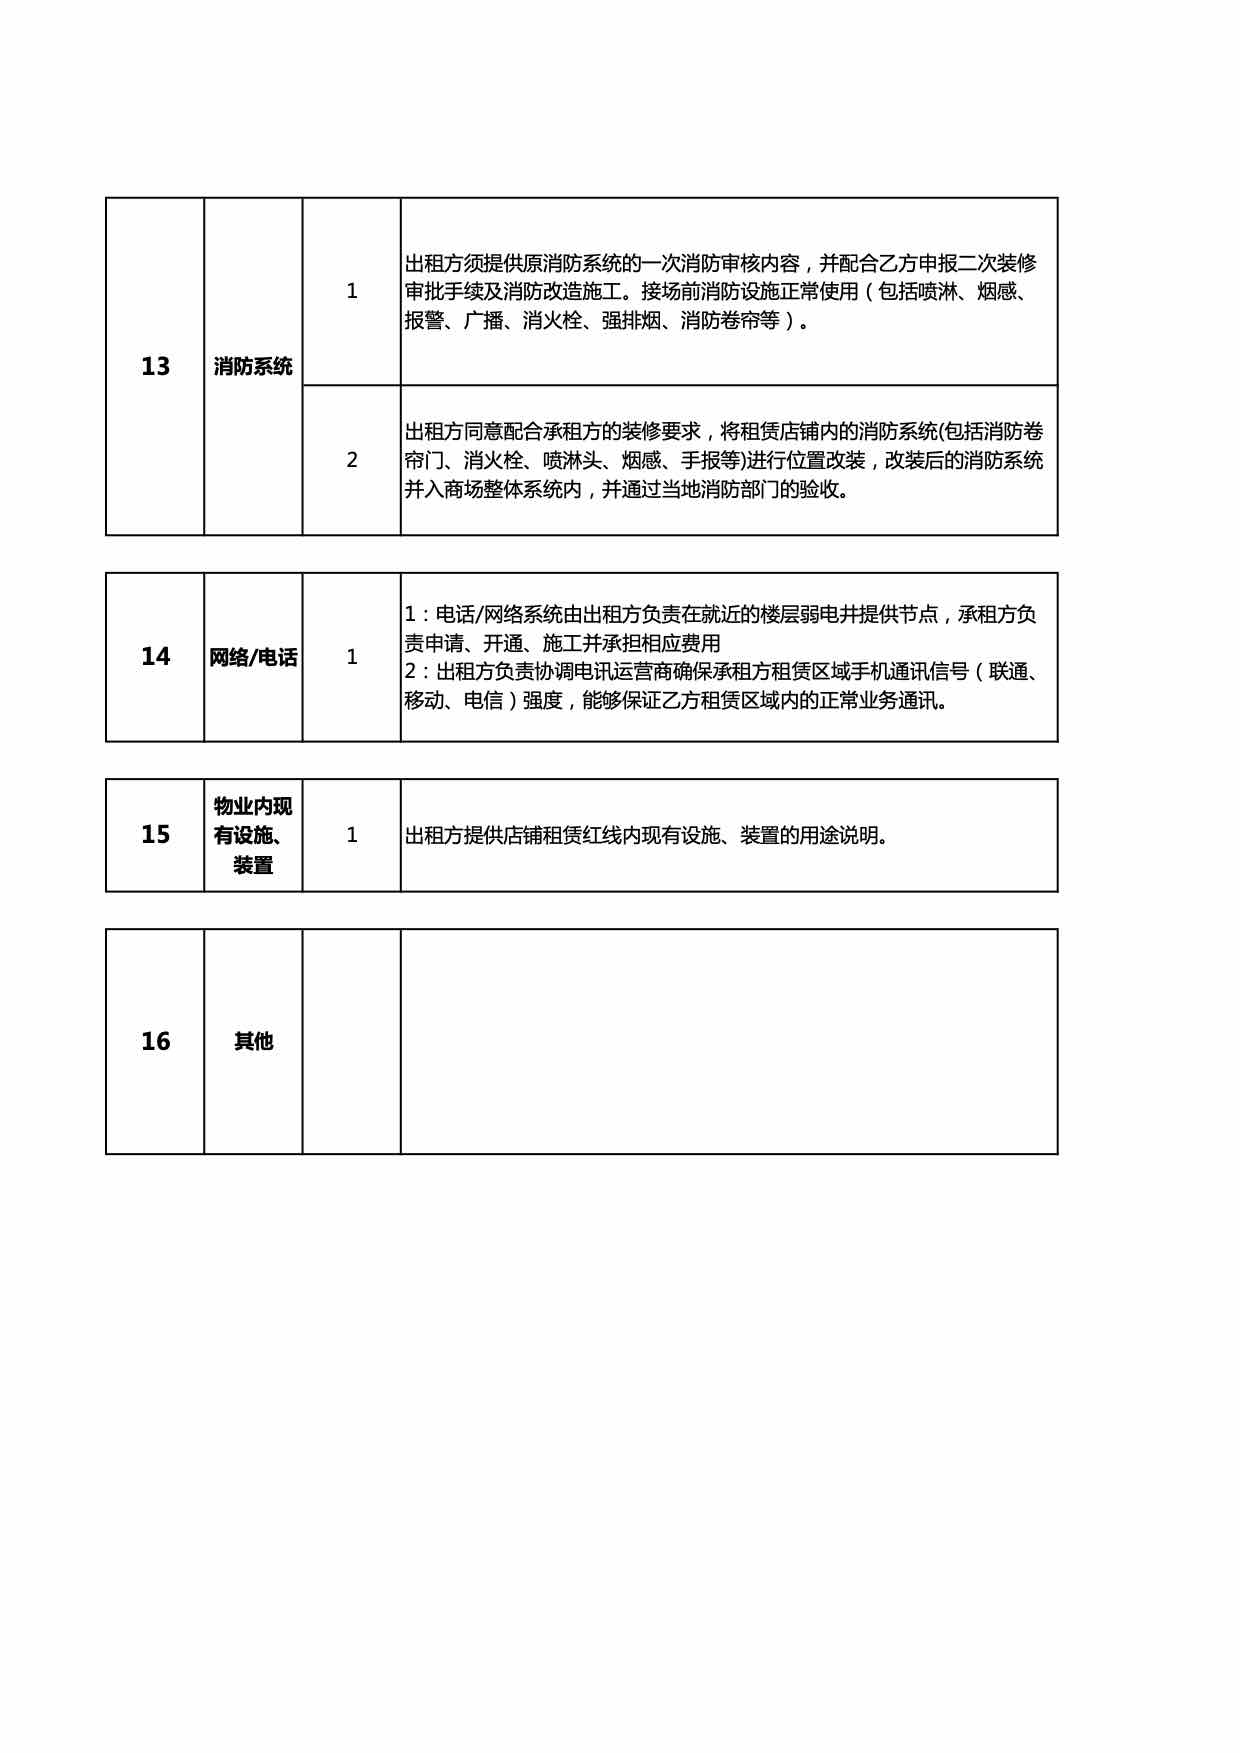 13
消防系统
1
出租方须提供原消防系统的一次消防审核内容，并配合乙方申报二次装修
审批手续及消防改造施工。接场前消防设施正常使用（包括喷淋、烟感、
报警、广播、消火栓、强排烟、消防卷帘等）。
2
出租方同意配合承租方的装修要求，将租赁店铺内的消防系统(包括消防卷
帘门、消火栓、喷淋头、烟感、手报等)进行位置改装，改装后的消防系统
并入商场整体系统内，并通过当地消防部门的验收。
14
网络/电话
1
1：电话/网络系统由出租方负责在就近的楼层弱电井提供节点，承租方负
责申请、开通、施工并承担相应费用
2：出租方负责协调电讯运营商确保承租方租赁区域手机通讯信号（联通、
移动、电信）强度，能够保证乙方租赁区域内的正常业务通讯。
15
物业内现
有设施、
装置
1
出租方提供店铺租赁红线内现有设施、装置的用途说明。
16
其他